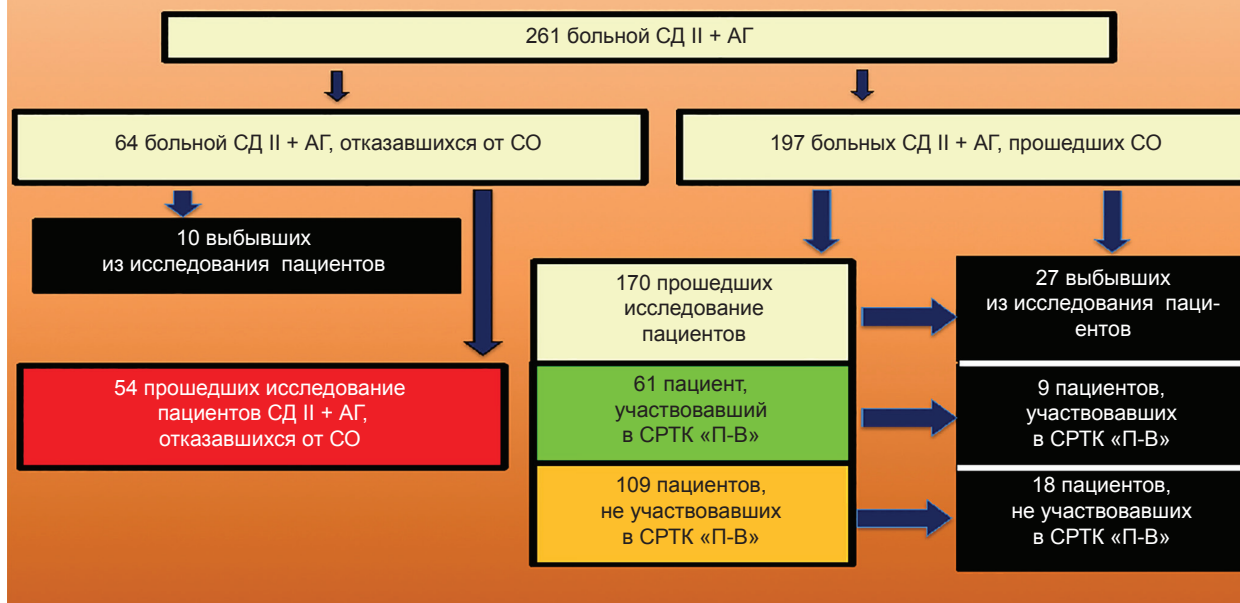 261 больной СД II + АГ
64 больной СД II + АГ, отказавшихся от СО
197 больных СД II + АГ, прошедших СО
10 выбывших
из исследования пациентов
170 прошедших
исследование
пациентов
27 выбывших
из исследования паци-
ентов
54 прошедших исследование
пациентов СД II + АГ,
отказавшихся от СО
61 пациент,
участвовавший
в СРТК «П-В»
9 пациентов,
участвовавших
в СРТК «П-В»
109 пациентов,
не участвовавших
в СРТК «П-В»
18 пациентов,
не участвовавших
в СРТК «П-В»